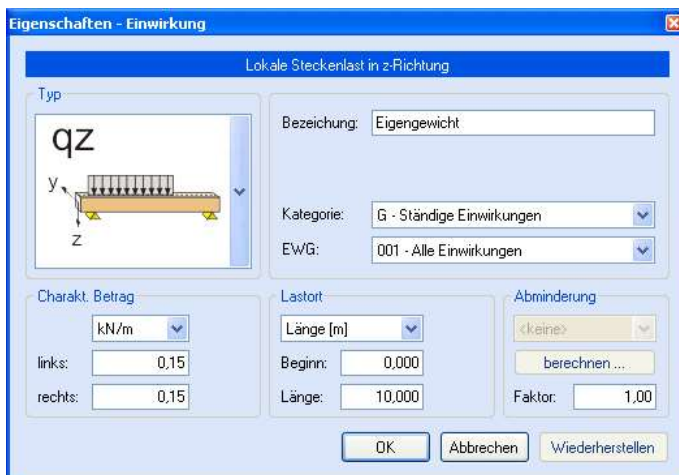 Eigenschaften - Einwirkung
Lokale Steckenlast in z-Richtung
Typ
qz
y
z
Bezeichung: Eigengewicht
Kategorie: G - Ständige Einwirkungen
EWG: 001 - Alle Einwirkungen
Charakt. Betrag
kN/m
links: 0,15
rechts: 0,15
Lastort
Länge [m]
Beginn: 0,000
Länge: 10,000
Abminderung
<keine>
berechnen ...
Faktor: 1,00
OK Abbrechen Wiederherstellen